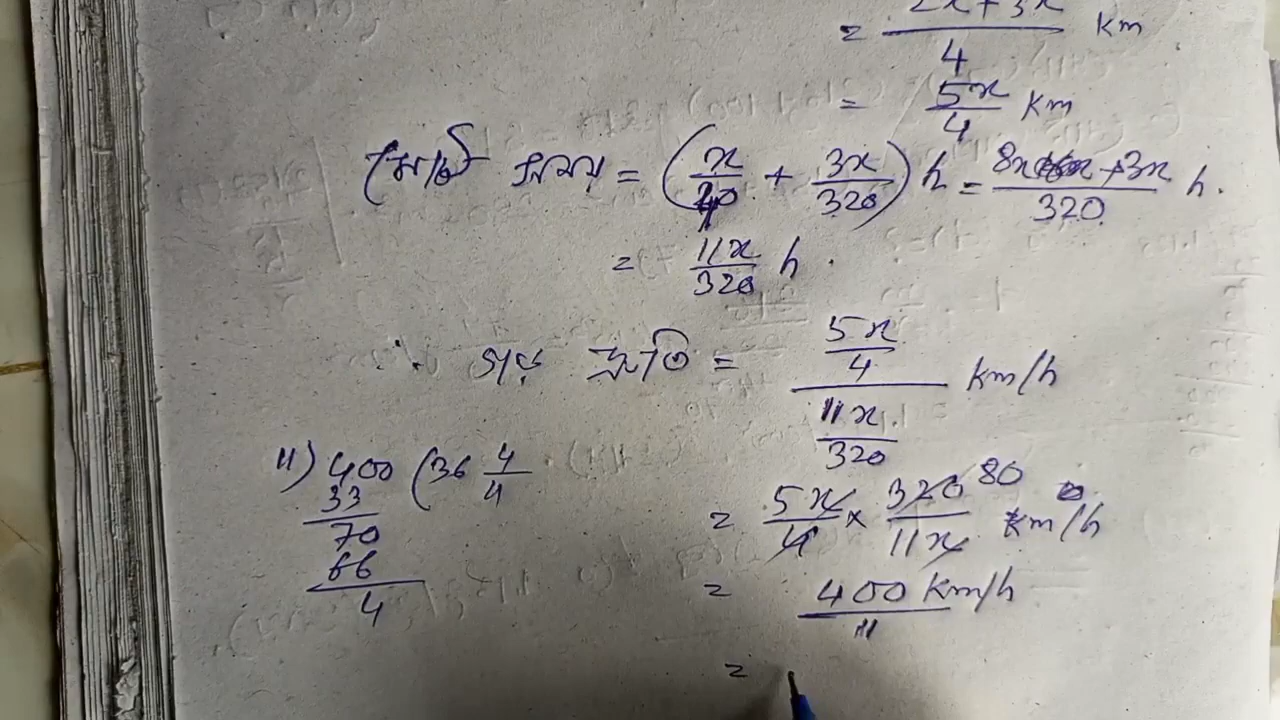 = (2x+3x)/4 km
= 5x/4 km
মোট সময় = (x/40 + 3x/320) h = (8x+3x)/320 h.
= 11x/320 h.
∴ গড় দ্রুতি = (5x/4)/(11x/320) km/h
11) 400 (36 4/4
33
70
66
4
= 5x/4 × 320/11x 80 km/h
= 400/11 km/h
=